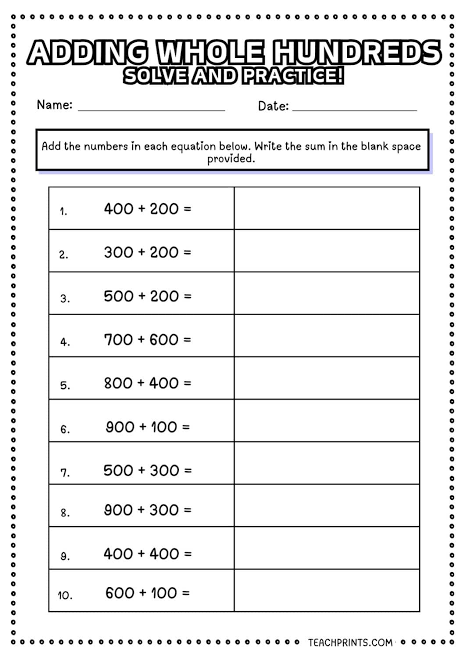 ADDING WHOLE HUNDREDS
SOLVE AND PRACTICE!
Name: Date:
Add the numbers in each equation below. Write the sum in the blank space
provided.
1. 400 + 200 =
2. 300 + 200 =
3. 500 + 200 =
4. 700 + 600 =
5. 800 + 400 =
6. 900 + 100 =
7. 500 + 300 =
8. 900 + 300 =
9. 400 + 400 =
10. 600 + 100 =
TEACHPRINTS.COM